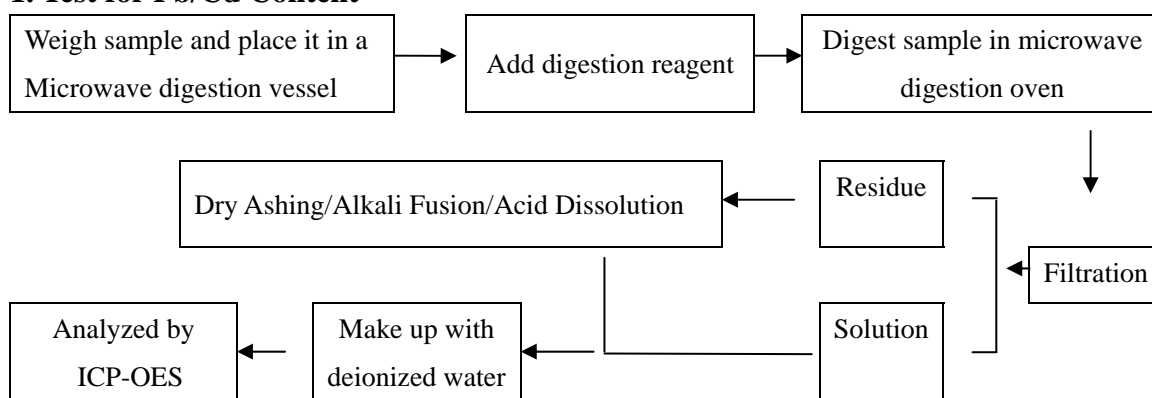 1. Test for Pb/Cd Content
Weigh sample and place it in a
Microwave digestion vessel
Add digestion reagent
Digest sample in microwave
digestion oven
Residue
Dry Ashing/Alkali Fusion/Acid Dissolution
Filtration
Solution
Make up with
deionized water
Analyzed by
ICP-OES